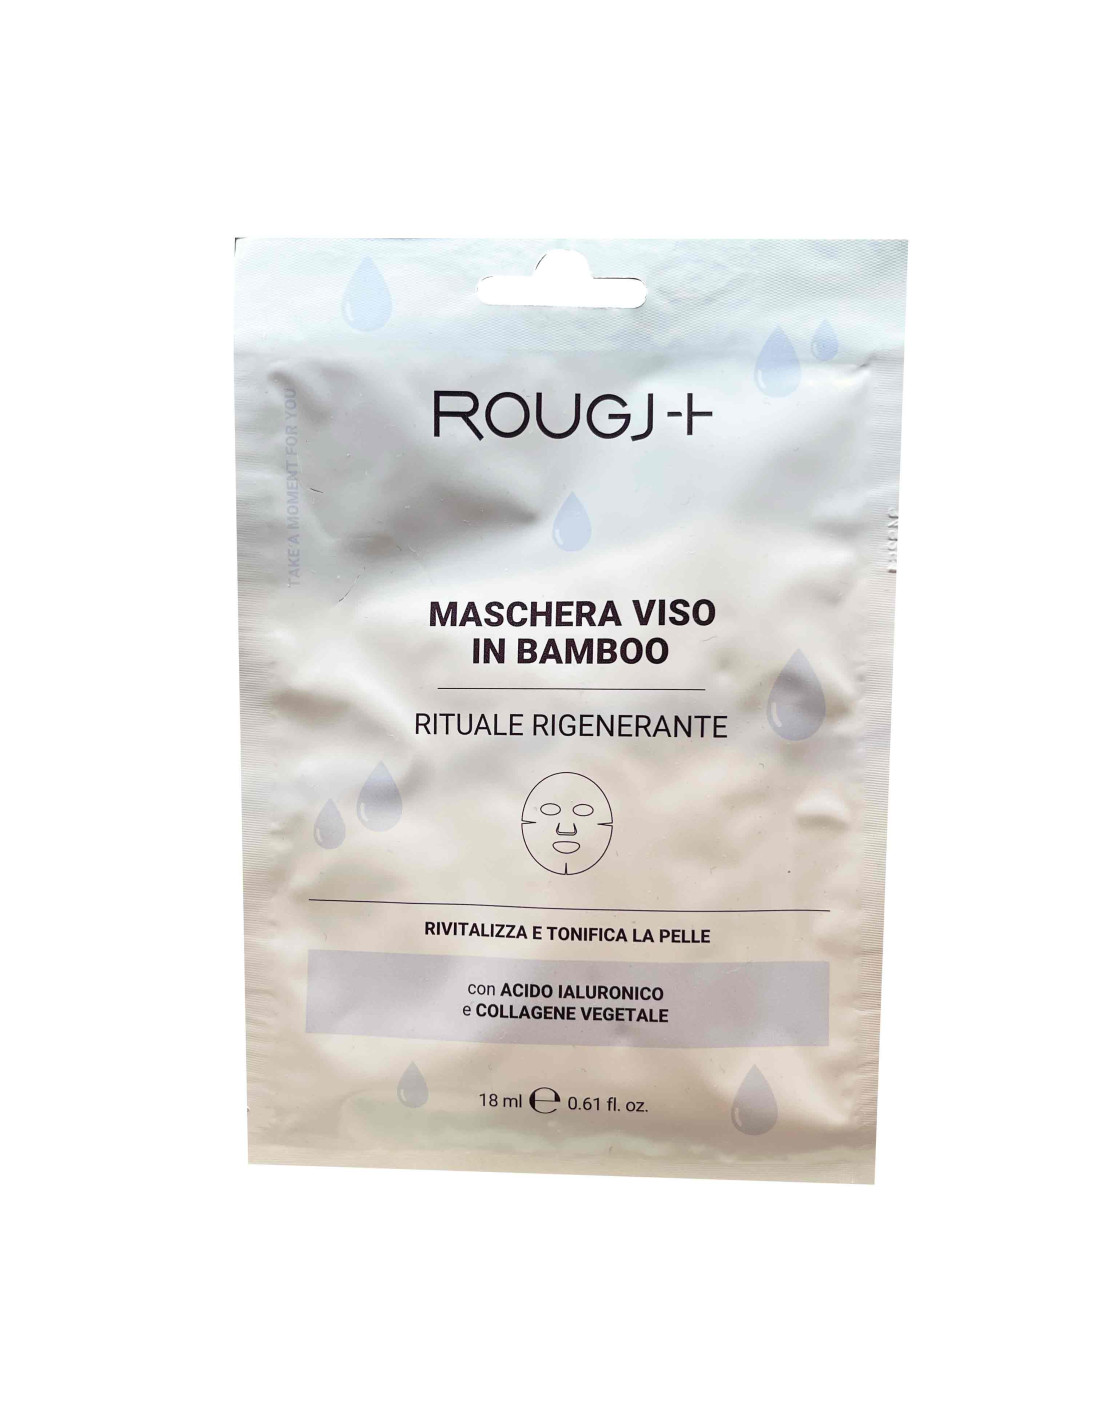 ROUGJ+
TAKE A MOMENT FOR YOU
MASCHERA VISO
IN BAMBOO
RITUALE RIGENERANTE
RIVITALIZZA E TONIFICA LA PELLE
con ACIDO IALURONICO
e COLLAGENE VEGETALE
18 ml ℮ 0.61 fl. oz.